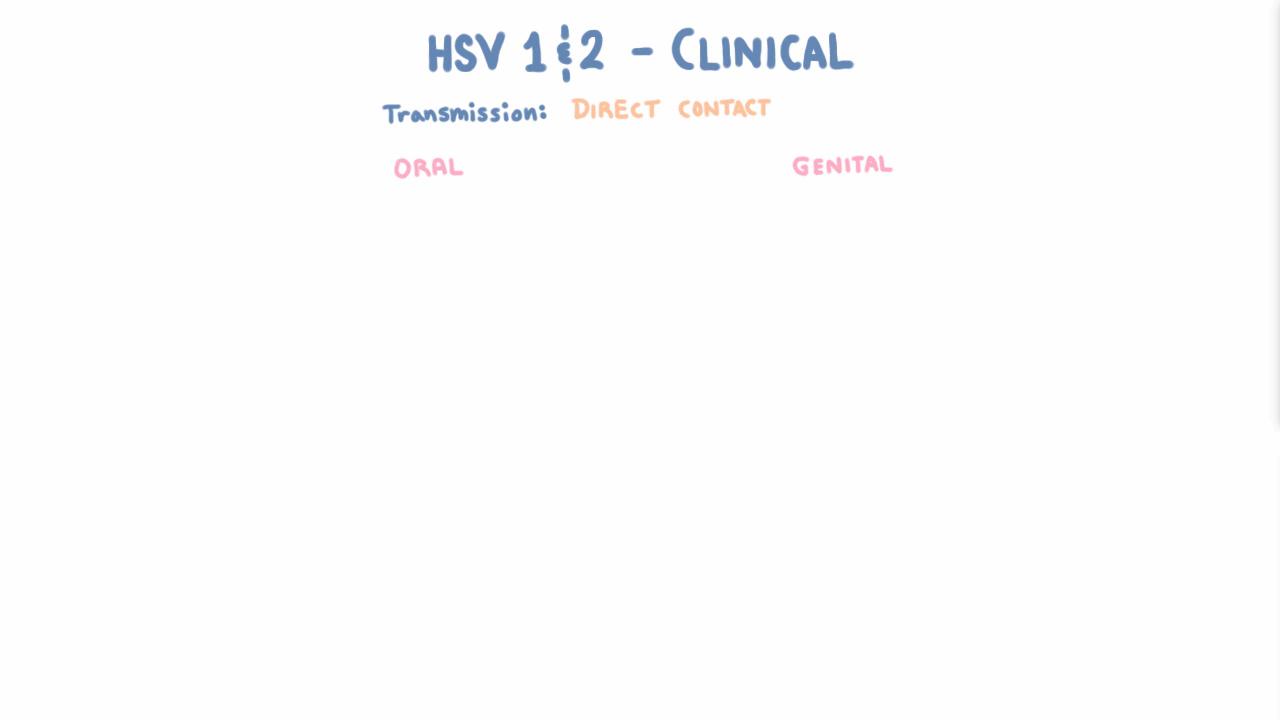 HSV 1 & 2 - CLINICAL
Transmission: DIRECT CONTACT
ORAL GENITAL